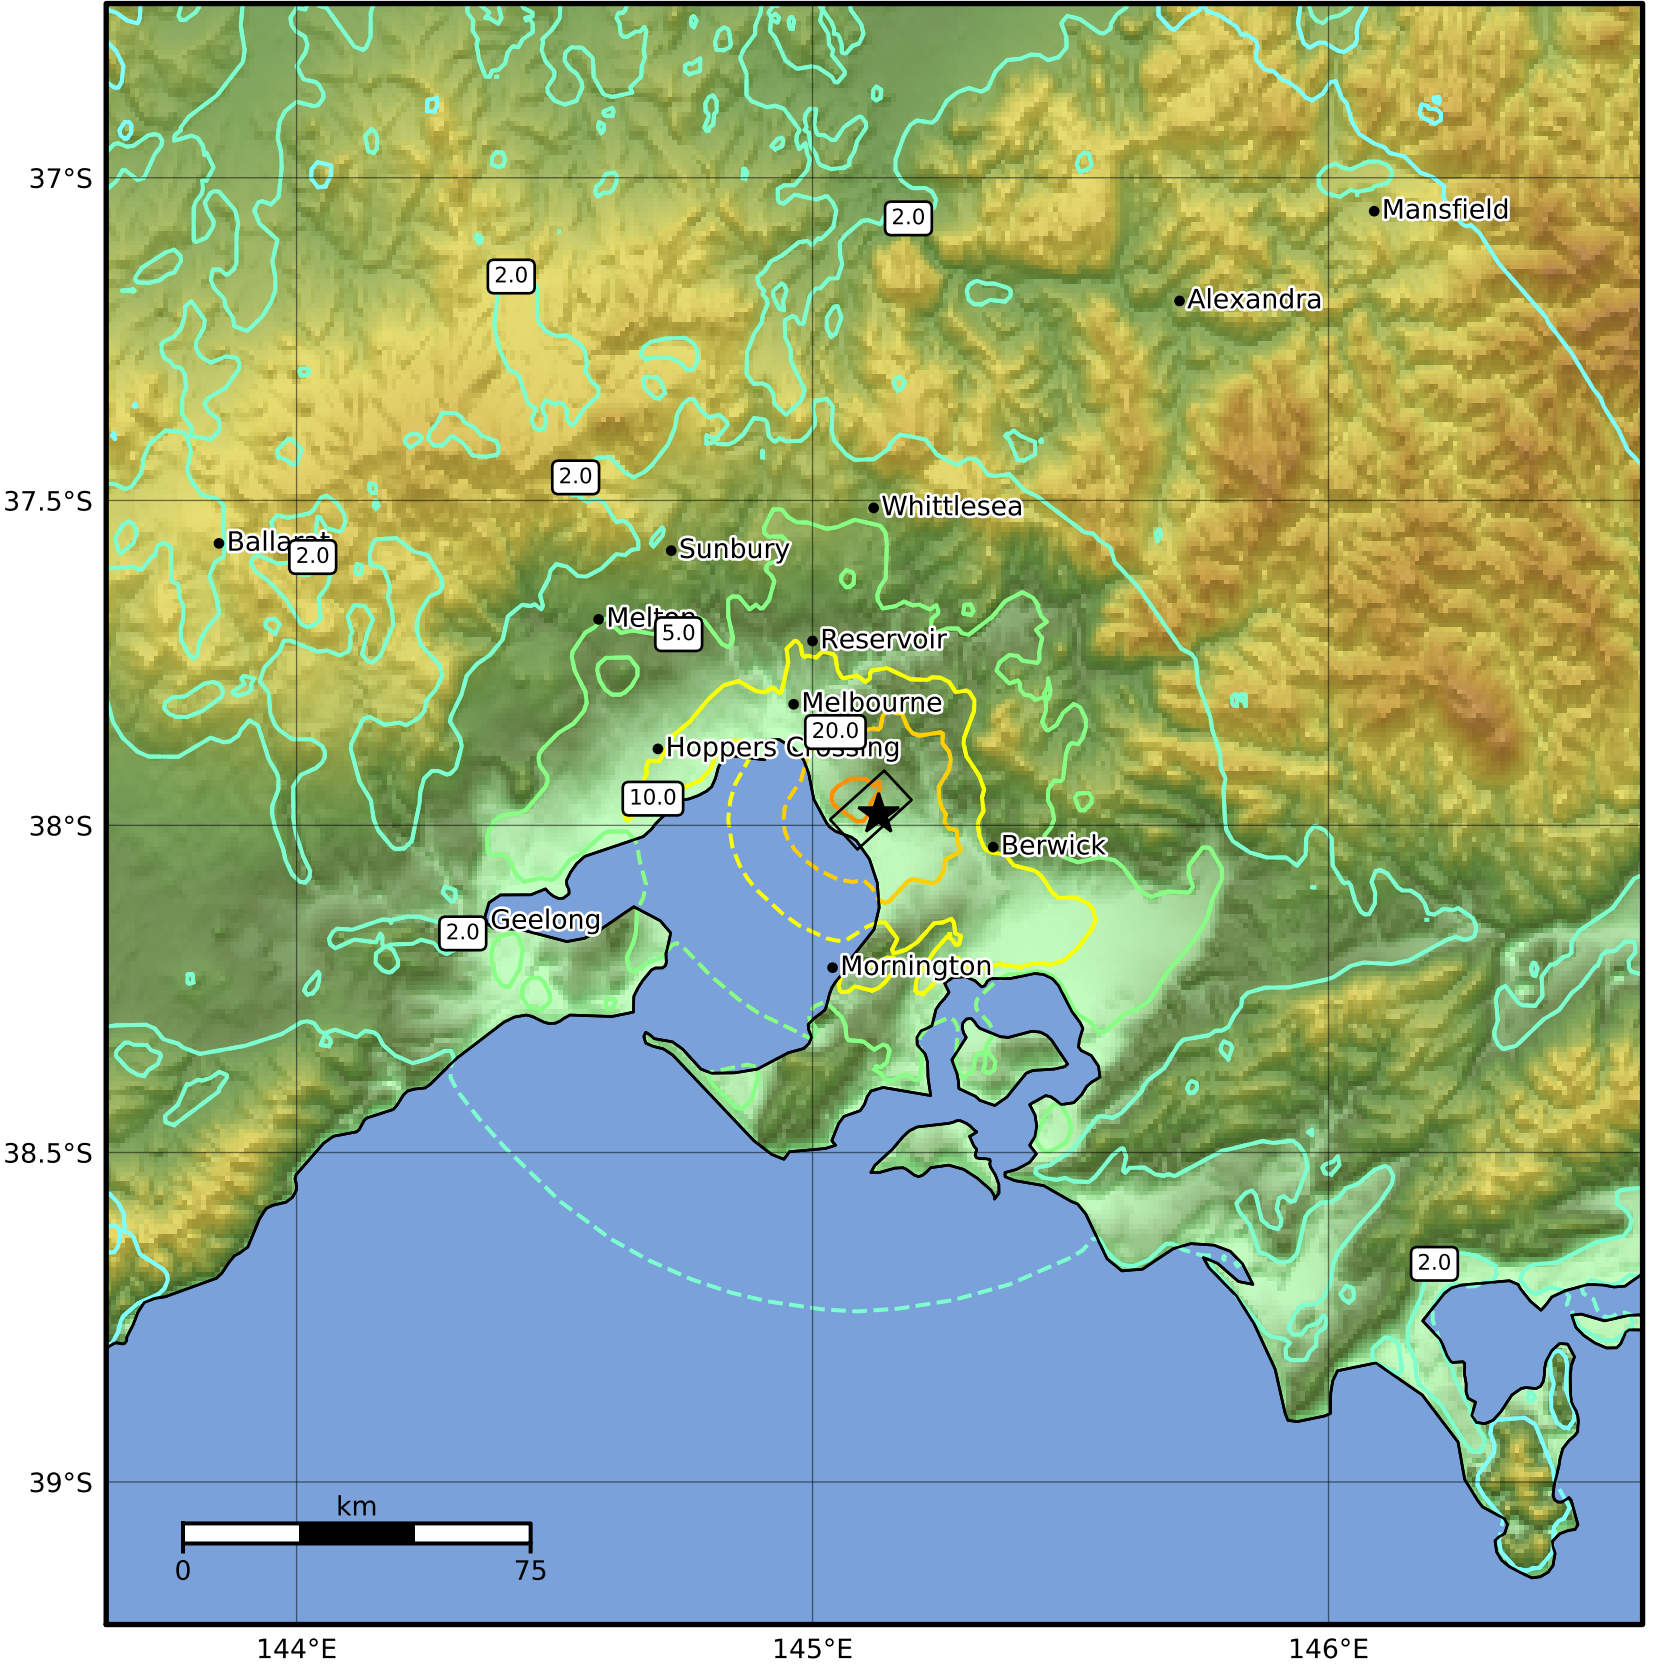 37°S
Mansfield
2.0
2.0
Alexandra
2.0
37.5°S
Whittlesea
Ballarat
2.0
Sunbury
Melton
5.0
Reservoir
Melbourne
20.0
Hoppers Crossing
10.0
38°S
Berwick
Geelong
2.0
Mornington
38.5°S
2.0
39°S
km
0
75
144°E
145°E
146°E